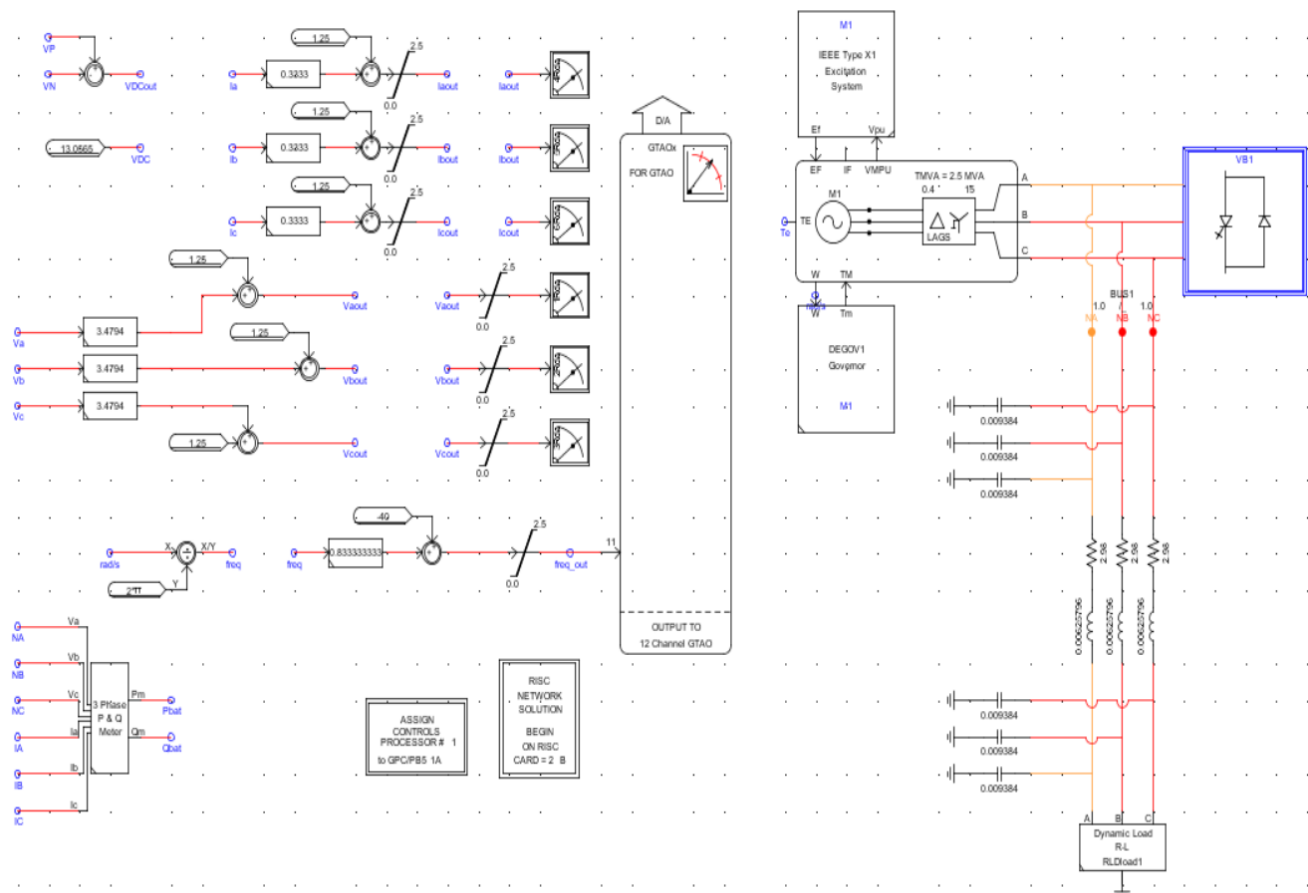 VP
VN
VDCout
13.0565
VDC
1.25
2.5
Ia
0.3333
0.0
Iaout
Iaout
1.25
2.5
Ib
0.3333
0.0
Ibout
Ibout
1.25
2.5
Ic
0.3333
0.0
Icout
Icout
1.25
Va
3.4794
Vaout
Vaout
2.5
0.0
1.25
Vb
3.4794
Vbout
Vbout
2.5
0.0
Vc
3.4794
1.25
Vcout
Vcout
2.5
0.0
rad/s
X
X/Y
freq
2*TT
Y
freq
0.833333333
-40
2.5
0.0
freq_out
11
D/A
GTAOx
FOR GTAO
OUTPUT TO
12 Channel GTAO
NA
Va
NB
Vb
NC
Vc
IA
Ia
IB
Ib
IC
Ic
3 Phase
P & Q
Meter
Pm
Pbat
Qm
Qbat
ASSIGN
CONTROLS
PROCESSOR # 1
to GPC/PB5 1A
RISC
NETWORK
SOLUTION
BEGIN
ON RISC
CARD = 2 B
M1
IEEE Type X1
Excitation
System
Ef
Vpu
EF
IF
VMPU
TMVA = 2.5 MVA
0.4
15
M1
TE
Te
LAGS
A
B
C
W
TM
W
Tm
DEGOV1
Governor
M1
VB1
BUS1
1.0
/_
1.0
NA
NB
NC
0.009384
0.009384
0.009384
2.98
2.98
2.98
0.00625796
0.00625796
0.00625796
0.009384
0.009384
0.009384
A
B
C
Dynamic Load
R-L
RLDload1